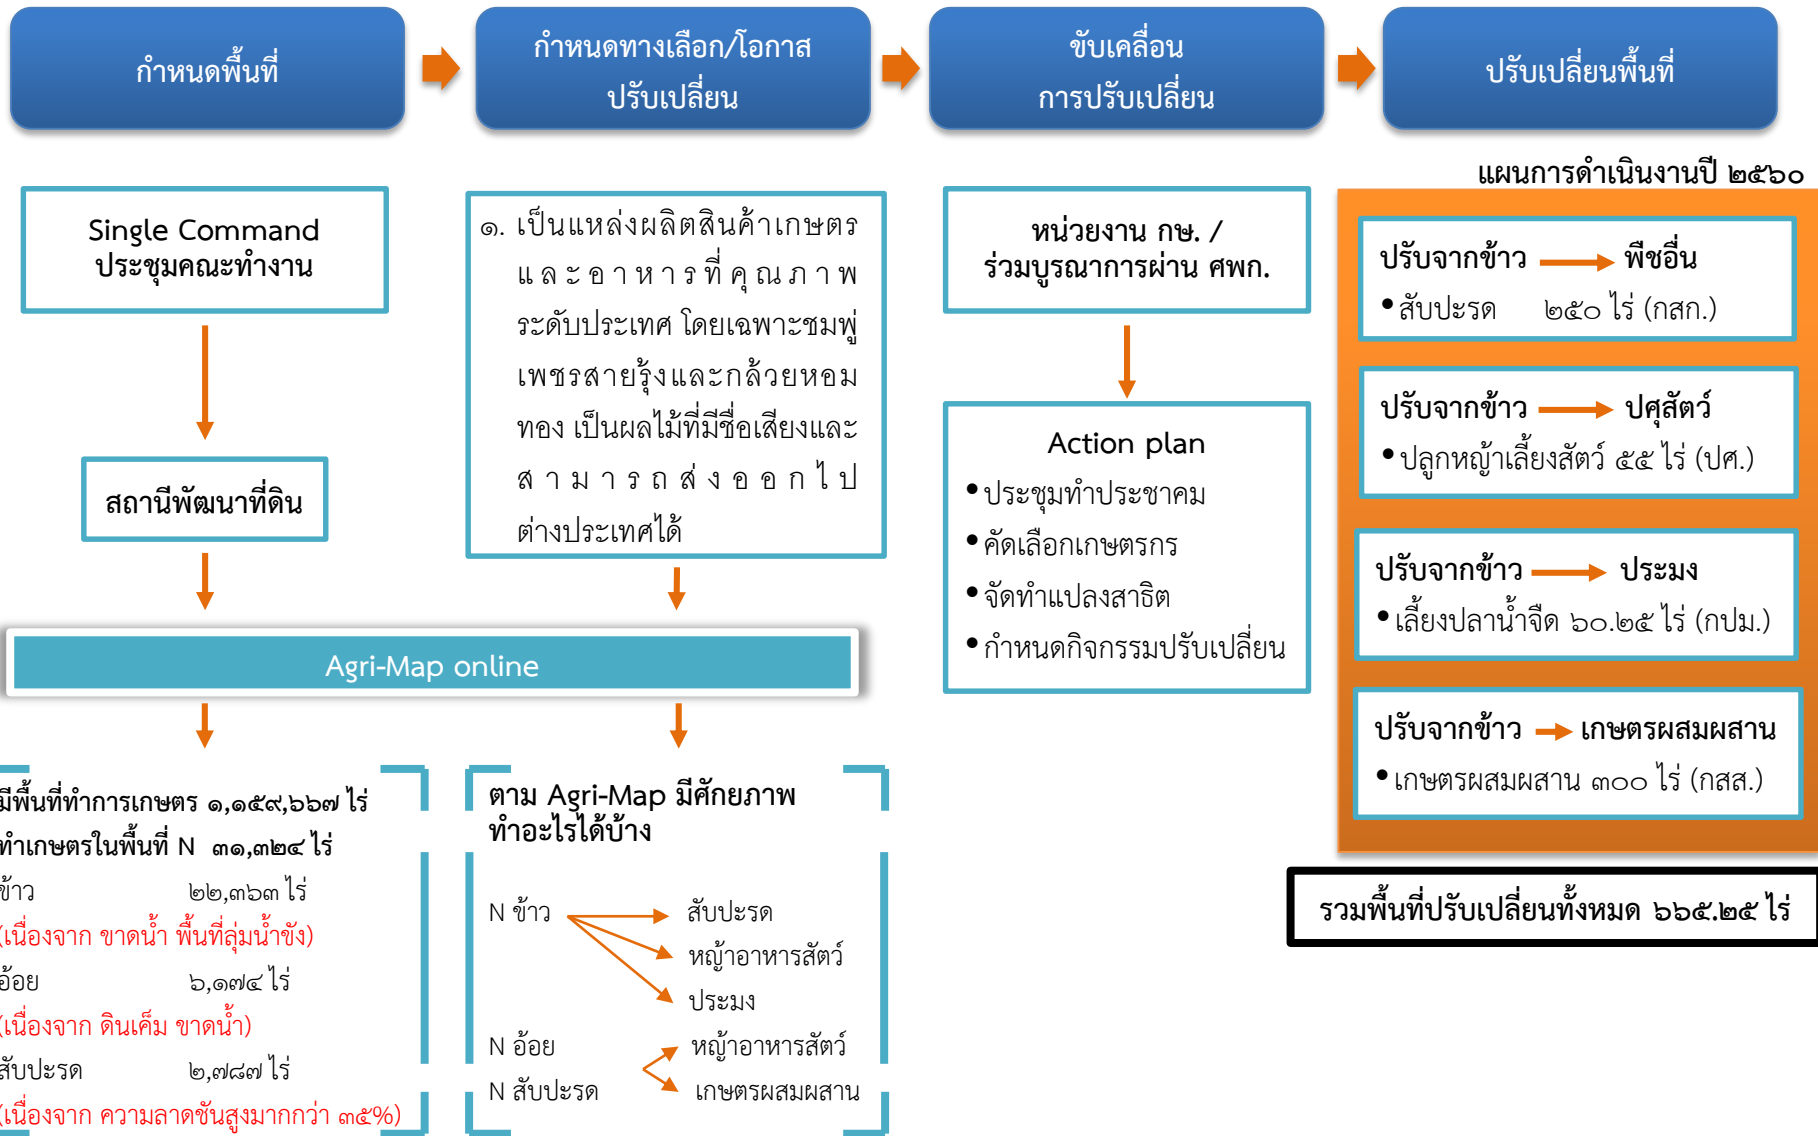 กำหนดพื้นที่
กำหนดทางเลือก/โอกาส
ปรับเปลี่ยน
ขับเคลื่อน
การปรับเปลี่ยน
ปรับเปลี่ยนพื้นที่
Single Command
ประชุมคณะทำงาน
สถานีพัฒนาที่ดิน
๑. เป็นแหล่งผลิตสินค้าเกษตร
และอาหารที่คุณภาพ
ระดับประเทศ โดยเฉพาะชมพู่
เพชรสายรุ้งและกล้วยหอม
ทอง เป็นผลไม้ที่มีชื่อเสียงและ
สามารถส่งออกไป
ต่างประเทศได้
Agri-Map online
มีพื้นที่ทำการเกษตร ๑,๑๕๙,๖๖๗ ไร่
ทำเกษตรในพื้นที่ N ๓๑,๓๒๔ ไร่
ข้าว ๒๒,๓๖๓ ไร่
(เนื่องจาก ขาดน้ำ พื้นที่ลุ่มน้ำขัง)
อ้อย ๖,๑๗๔ ไร่
(เนื่องจาก ดินเค็ม ขาดน้ำ)
สับปะรด ๒,๗๘๗ ไร่
(เนื่องจาก ความลาดชันสูงมากกว่า ๓๕%)
ตาม Agri-Map มีศักยภาพ
ทำอะไรได้บ้าง
N ข้าว สับปะรด
หญ้าอาหารสัตว์
ประมง
N อ้อย หญ้าอาหารสัตว์
N สับปะรด เกษตรผสมผสาน
หน่วยงาน กษ. /
ร่วมบูรณาการผ่าน ศพก.
Action plan
•ประชุมทำประชาคม
•คัดเลือกเกษตรกร
•จัดทำแปลงสาธิต
•กำหนดกิจกรรมปรับเปลี่ยน
แผนการดำเนินงานปี ๒๕๖๐
ปรับจากข้าว พืชอื่น
•สับปะรด ๒๕๐ ไร่ (กสก.)
ปรับจากข้าว ปศุสัตว์
•ปลูกหญ้าเลี้ยงสัตว์ ๕๕ ไร่ (ปศ.)
ปรับจากข้าว ประมง
•เลี้ยงปลาน้ำจืด ๖๐.๒๕ ไร่ (กปม.)
ปรับจากข้าว เกษตรผสมผสาน
•เกษตรผสมผสาน ๓๐๐ ไร่ (กสส.)
รวมพื้นที่ปรับเปลี่ยนทั้งหมด ๖๖๕.๒๕ ไร่